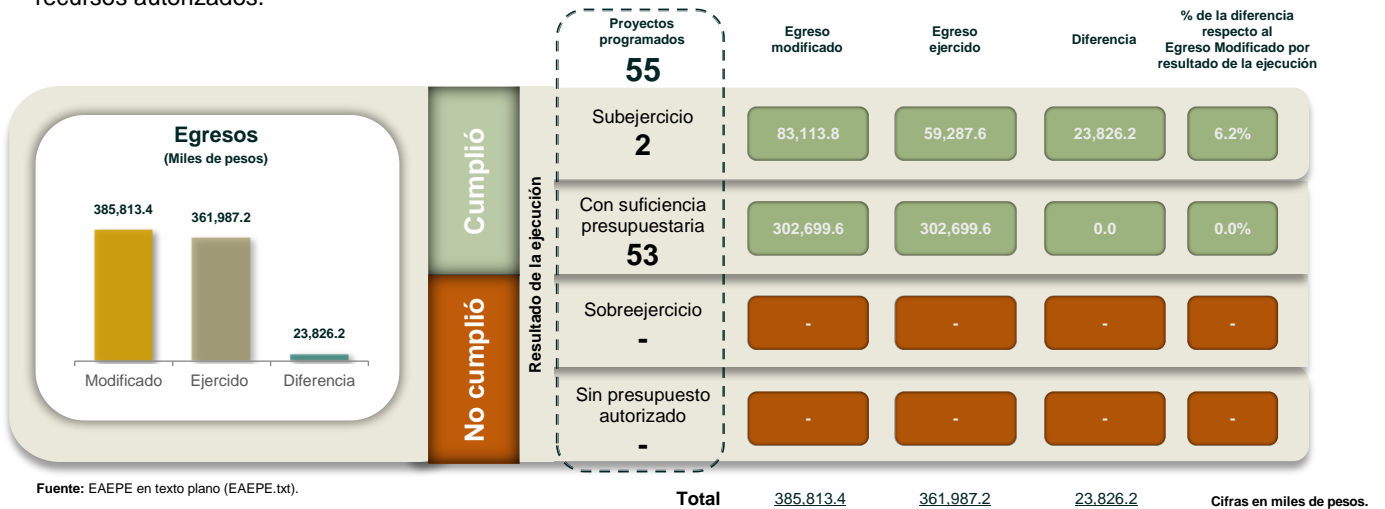 recursos autorizados.
Proyectos
programados
55
Egreso
modificado
Egreso
ejercido
Diferencia
% de la diferencia
respecto al
Egreso Modificado por
resultado de la ejecución
Egresos
(Miles de pesos)
385,813.4
361,987.2
23,826.2
Modificado
Ejercido
Diferencia
Cumplió
No cumplió
Resultado de la ejecución
Subejercicio
2
83,113.8
59,287.6
23,826.2
6.2%
Con suficiencia
presupuestaria
53
302,699.6
302,699.6
0.0
0.0%
Sobreejercicio
-
-
-
-
-
Sin presupuesto
autorizado
-
-
-
-
-
Fuente: EAEPE en texto plano (EAEPE.txt).
Total
385,813.4
361,987.2
23,826.2
Cifras en miles de pesos.